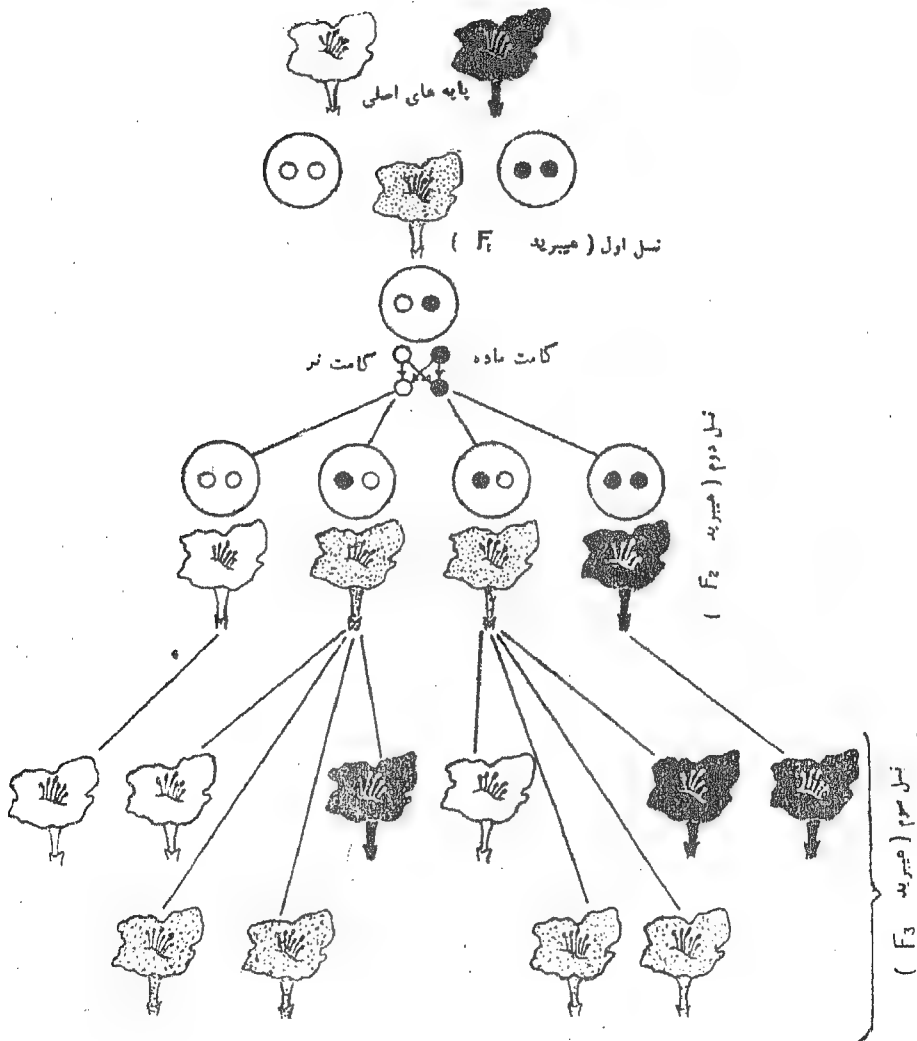 پایه های اصلی
نسل اول ( هیبرید F₁ )
گامت ماده
گامت نر
نسل دوم ( هیبرید F₂ )
نسل سوم ( هیبرید F₃ )